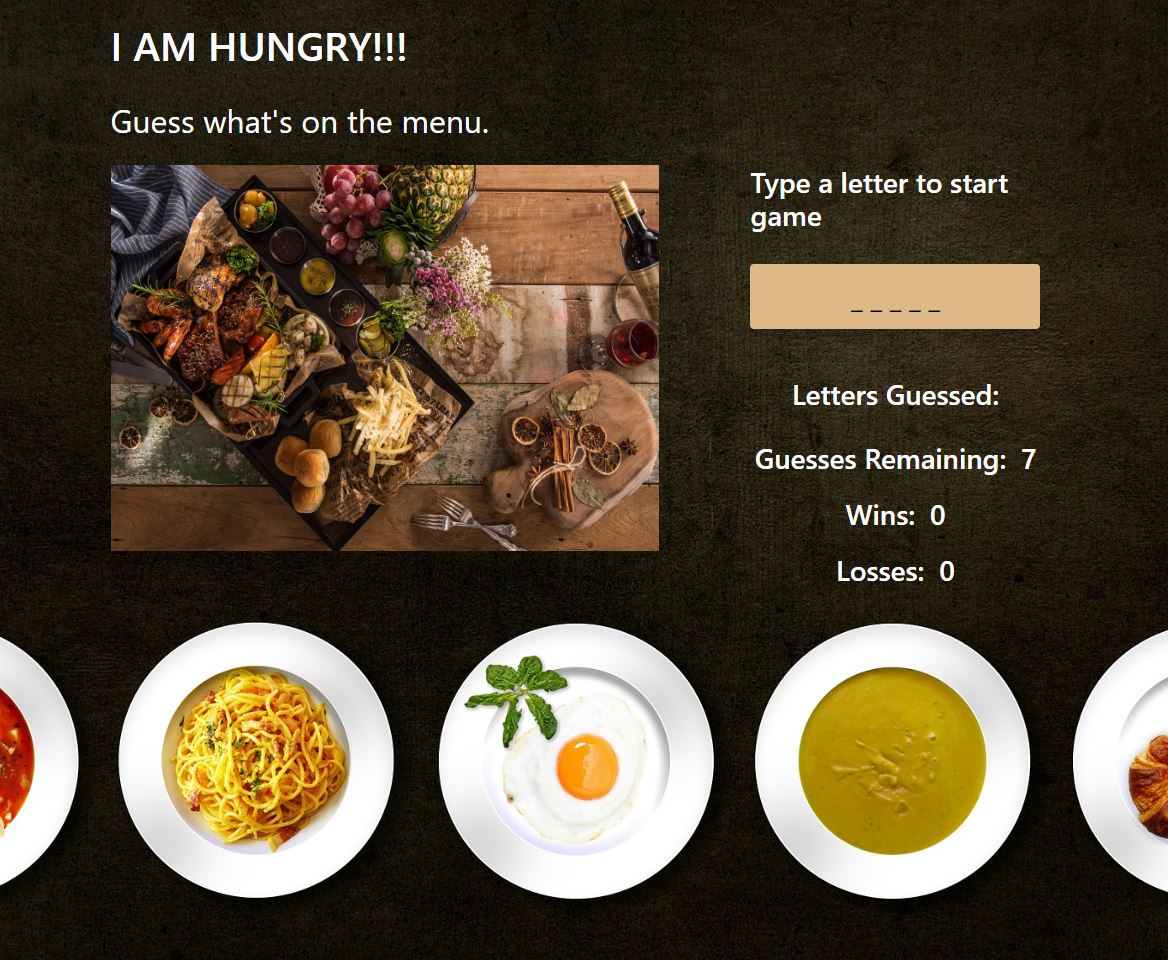 I AM HUNGRY!!!
Guess what's on the menu.
Type a letter to start
game
_ _ _ _ _
Letters Guessed:
Guesses Remaining: 7
Wins: 0
Losses: 0